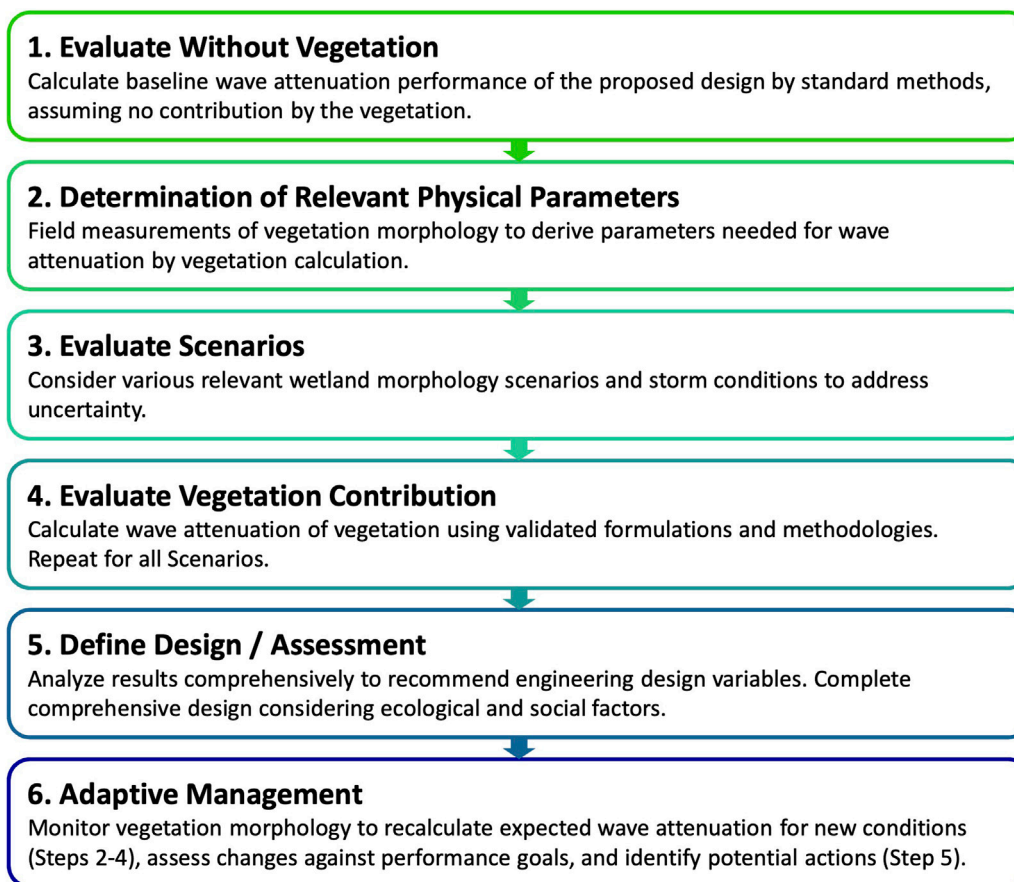 1. Evaluate Without Vegetation
Calculate baseline wave attenuation performance of the proposed design by standard methods,
assuming no contribution by the vegetation.
2. Determination of Relevant Physical Parameters
Field measurements of vegetation morphology to derive parameters needed for wave
attenuation by vegetation calculation.
3. Evaluate Scenarios
Consider various relevant wetland morphology scenarios and storm conditions to address
uncertainty.
4. Evaluate Vegetation Contribution
Calculate wave attenuation of vegetation using validated formulations and methodologies.
Repeat for all Scenarios.
5. Define Design / Assessment
Analyze results comprehensively to recommend engineering design variables. Complete
comprehensive design considering ecological and social factors.
6. Adaptive Management
Monitor vegetation morphology to recalculate expected wave attenuation for new conditions
(Steps 2-4), assess changes against performance goals, and identify potential actions (Step 5).